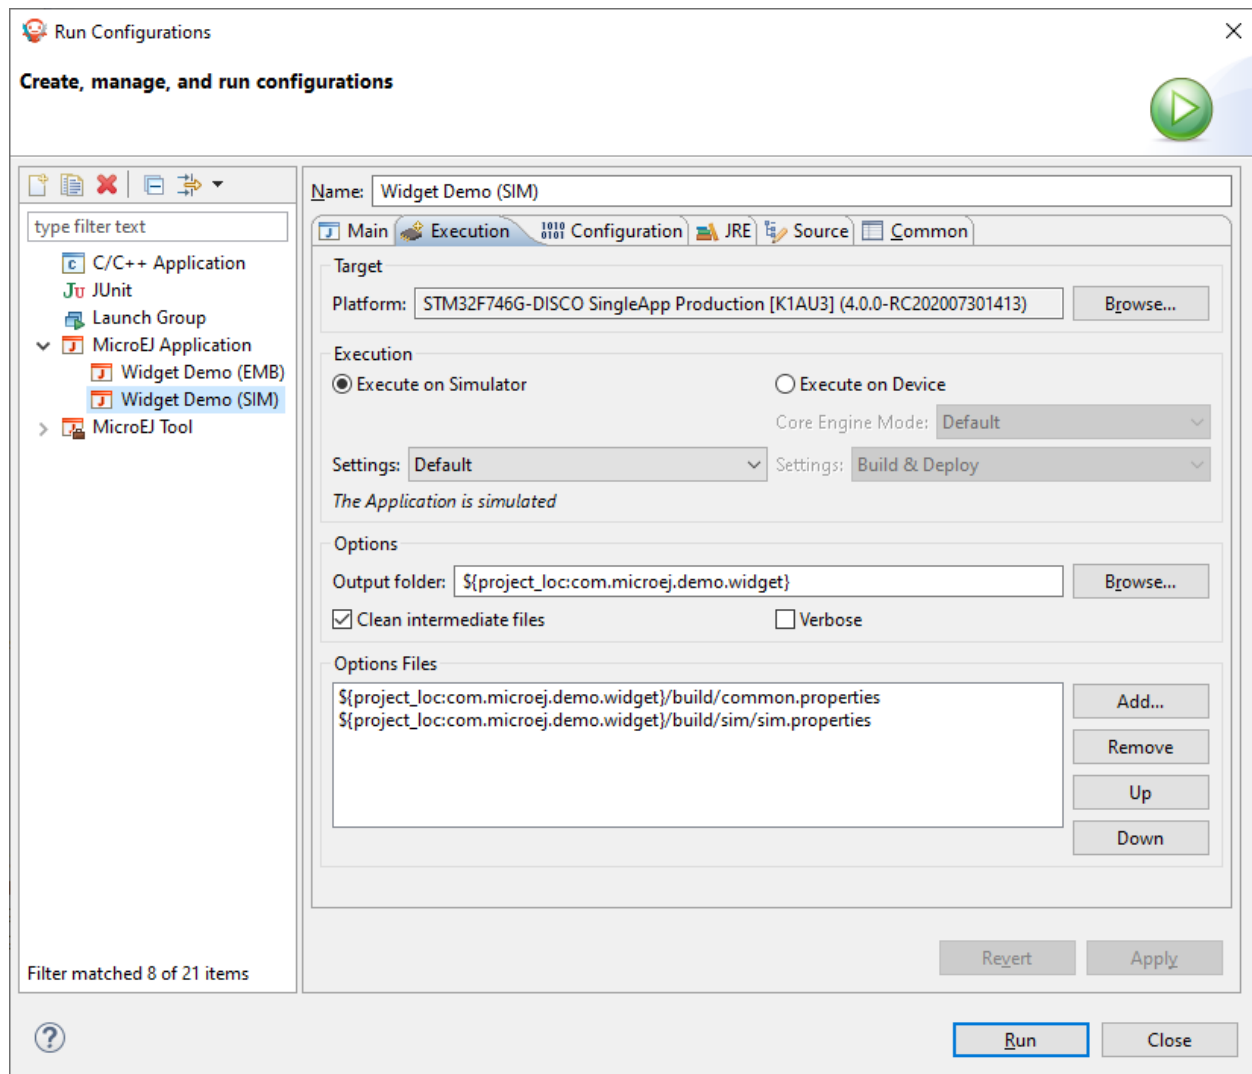 Run Configurations
Create, manage, and run configurations
type filter text
C/C++ Application
JUnit
Launch Group
MicroEJ Application
Widget Demo (EMB)
Widget Demo (SIM)
MicroEJ Tool
Filter matched 8 of 21 items
Name: Widget Demo (SIM)
Main Execution Configuration JRE Source Common
Target
Platform: STM32F746G-DISCO SingleApp Production [K1AU3] (4.0.0-RC202007301413) Browse...
Execution
Execute on Simulator Execute on Device
Core Engine Mode: Default
Settings: Default Settings: Build & Deploy
The Application is simulated
Options
Output folder: ${project_loc:com.microej.demo.widget} Browse...
Clean intermediate files Verbose
Options Files
${project_loc:com.microej.demo.widget}/build/common.properties
${project_loc:com.microej.demo.widget}/build/sim/sim.properties
Add...
Remove
Up
Down
Revert Apply
Run Close